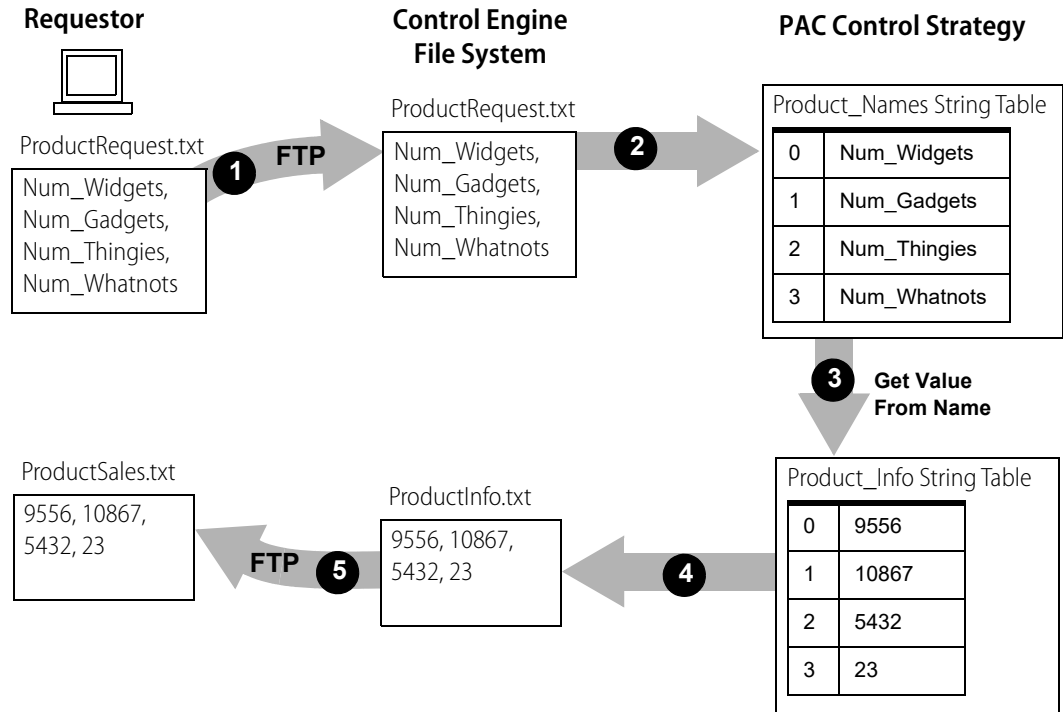 Requestor
Control Engine
File System
PAC Control Strategy
ProductRequest.txt
Num_Widgets,
Num_Gadgets,
Num_Thingies,
Num_Whatnots
1
FTP
ProductRequest.txt
Num_Widgets,
Num_Gadgets,
Num_Thingies,
Num_Whatnots
2
Product_Names String Table
0 Num_Widgets
1 Num_Gadgets
2 Num_Thingies
3 Num_Whatnots
3
Get Value
From Name
Product_Info String Table
0 9556
1 10867
2 5432
3 23
4
ProductInfo.txt
9556, 10867,
5432, 23
FTP 5
ProductSales.txt
9556, 10867,
5432, 23